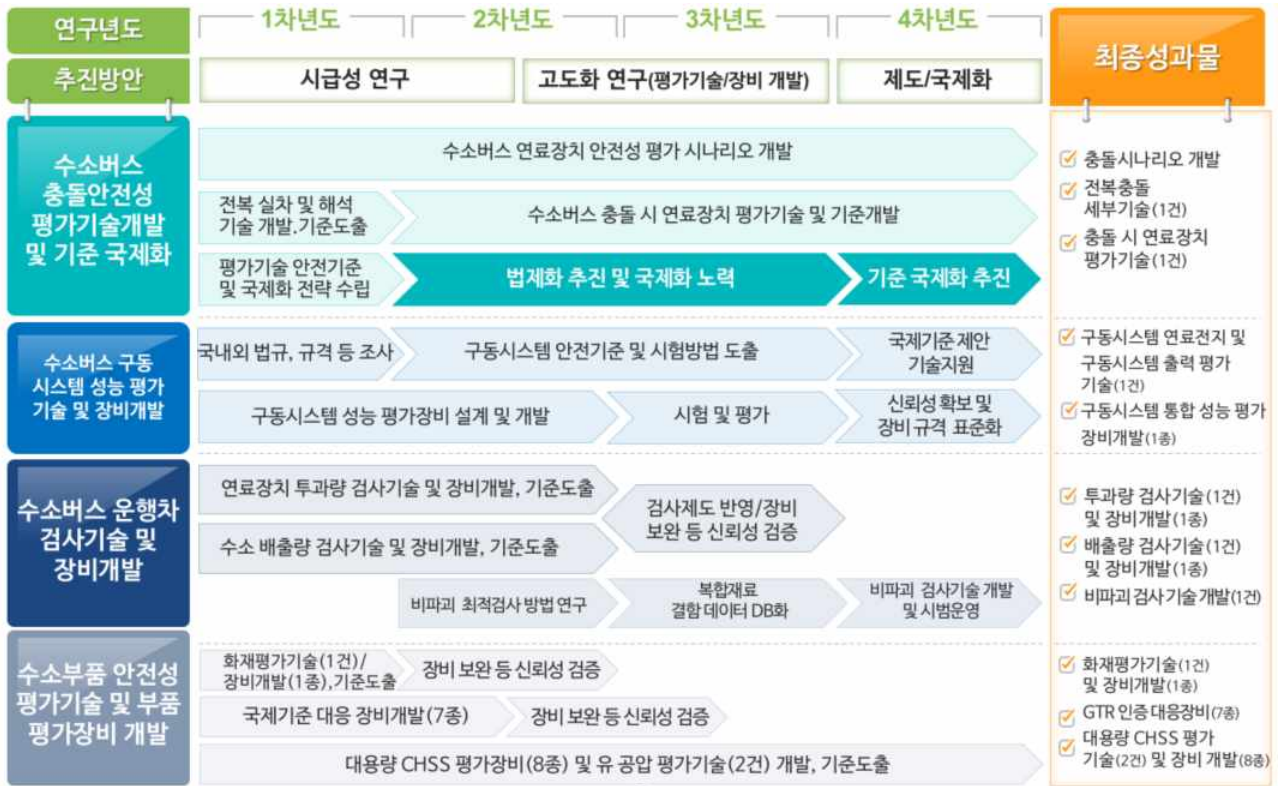 연구년도
1차년도
2차년도
3차년도
4차년도
최종성과물
추진방안
시급성 연구
고도화 연구(평가기술/장비 개발)
제도/국제화
수소버스
충돌안전성
평가기술개발
및 기준 국제화
수소버스 연료장치 안전성 평가 시나리오 개발
전복 실차 및 해석
기술 개발,기준도출
수소버스 충돌 시 연료장치 평가기술 및 기준개발
평가기술 안전기준
및 국제화 전략 수립
법제화 추진 및 국제화 노력
기준 국제화 추진
충돌시나리오 개발
전복충돌
세부기술(1건)
충돌 시 연료장치
평가기술(1건)
수소버스 구동
시스템 성능 평가
기술 및 장비개발
국내외 법규, 규격 등 조사
구동시스템 안전기준 및 시험방법 도출
국제기준 제안
기술지원
구동시스템 성능 평가장비 설계 및 개발
시험 및 평가
신뢰성 확보 및
장비 규격 표준화
구동시스템 연료전지 및
구동시스템 출력 평가
기술(1건)
구동시스템 통합 성능 평가
장비개발(1종)
수소버스 운행차
검사기술 및
장비개발
연료장치 투과량 검사기술 및 장비개발, 기준도출
수소 배출량 검사기술 및 장비개발, 기준도출
검사제도 반영/장비
보완 등 신뢰성 검증
비파괴 최적검사 방법 연구
복합재료
결함 데이터 DB화
비파괴 검사기술 개발
및 시범운영
투과량 검사기술(1건)
및 장비개발(1종)
배출량 검사기술(1건)
및 장비개발(1종)
비파괴 검사 기술 개발(1건)
수소부품 안전성
평가기술 및 부품
평가장비 개발
화재평가기술(1건)/
장비개발(1종),기준도출
장비 보완 등 신뢰성 검증
국제기준 대응 장비개발(7종)
장비 보완 등 신뢰성 검증
대용량 CHSS 평가장비(8종) 및 유 공압 평가기술(2건) 개발, 기준도출
화재평가기술(1건)
및 장비개발(1종)
GTR 인증 대응장비(7종)
대용량 CHSS 평가
기술(2건) 및 장비 개발(8종)